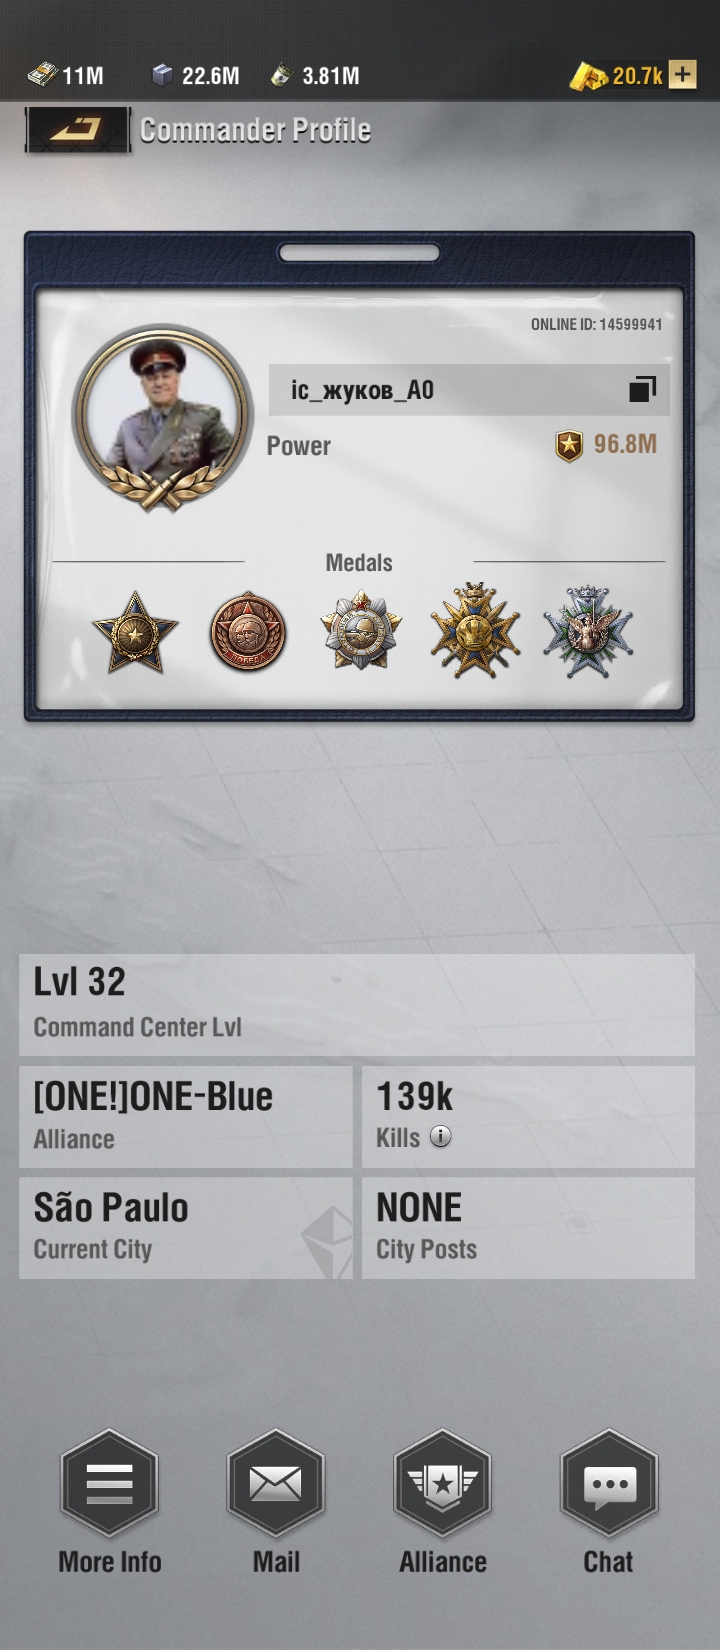 11M 22.6M 3.81M 20.7k +
Commander Profile
ONLINE ID: 14599941
ic_жуков_A0
Power 96.8M
Medals
ПОБЕДА
Lvl 32
Command Center Lvl
[ONE!]ONE-Blue
Alliance
139k
Kills i
São Paulo
Current City
NONE
City Posts
More Info Mail Alliance Chat